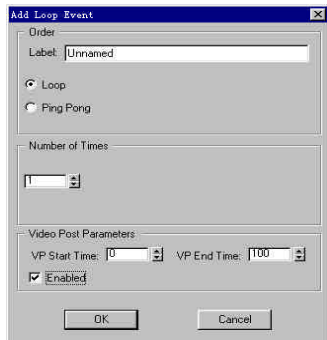 Add Loop Event
Order
Label: Unnamed
Loop
Ping Pong
Number of Times
1
Video Post Parameters
VP Start Time: 0 VP End Time: 100
Enabled
OK Cancel